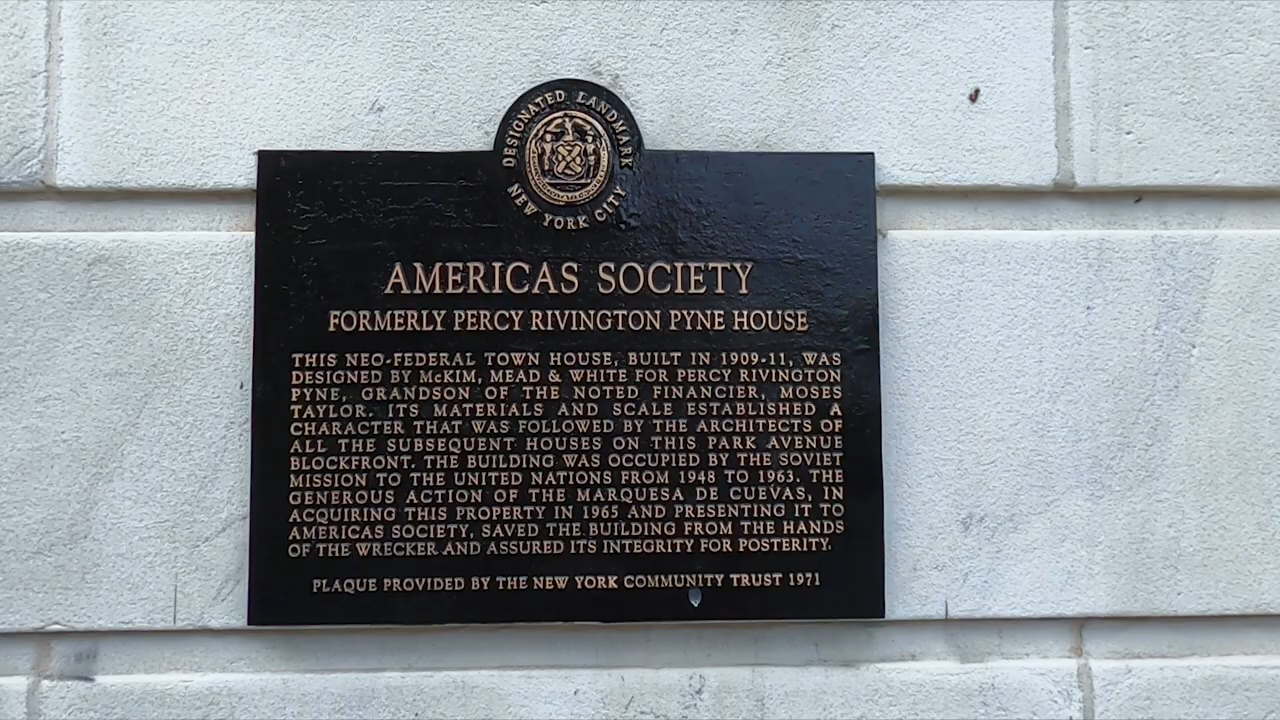 DESIGNATED LANDMARK
NEW YORK CITY
AMERICAS SOCIETY
FORMERLY PERCY RIVINGTON PYNE HOUSE
THIS NEO-FEDERAL TOWN HOUSE, BUILT IN 1909-11, WAS
DESIGNED BY McKIM, MEAD & WHITE FOR PERCY RIVINGTON
PYNE, GRANDSON OF THE NOTED FINANCIER, MOSES
TAYLOR. ITS MATERIALS AND SCALE ESTABLISHED A
CHARACTER THAT WAS FOLLOWED BY THE ARCHITECTS OF
ALL THE SUBSEQUENT HOUSES ON THIS PARK AVENUE
BLOCKFRONT. THE BUILDING WAS OCCUPIED BY THE SOVIET
MISSION TO THE UNITED NATIONS FROM 1948 TO 1963. THE
GENEROUS ACTION OF THE MARQUESA DE CUEVAS, IN
ACQUIRING THIS PROPERTY IN 1965 AND PRESENTING IT TO
AMERICAS SOCIETY, SAVED THE BUILDING FROM THE HANDS
OF THE WRECKER AND ASSURED ITS INTEGRITY FOR POSTERITY.
PLAQUE PROVIDED BY THE NEW YORK COMMUNITY TRUST 1971